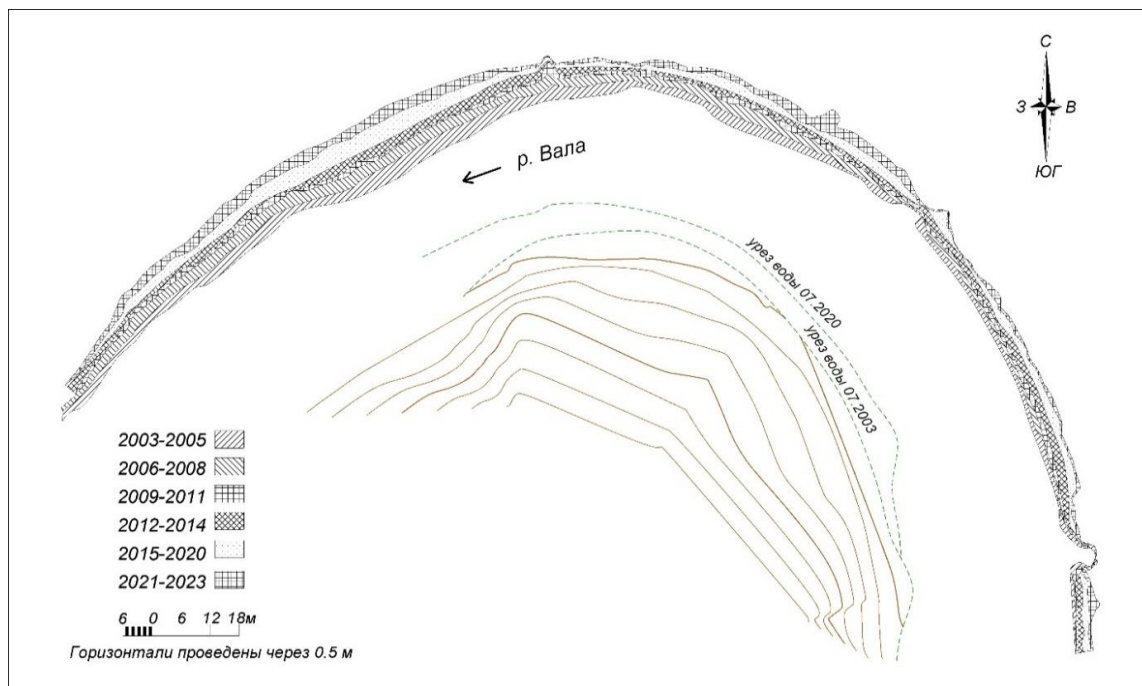 С
З В
ЮГ
р. Вала
урез воды 07.2020
урез воды 07.2003
2003-2005
2006-2008
2009-2011
2012-2014
2015-2020
2021-2023
6 0 6 12 18м
Горизонтали проведены через 0.5 м